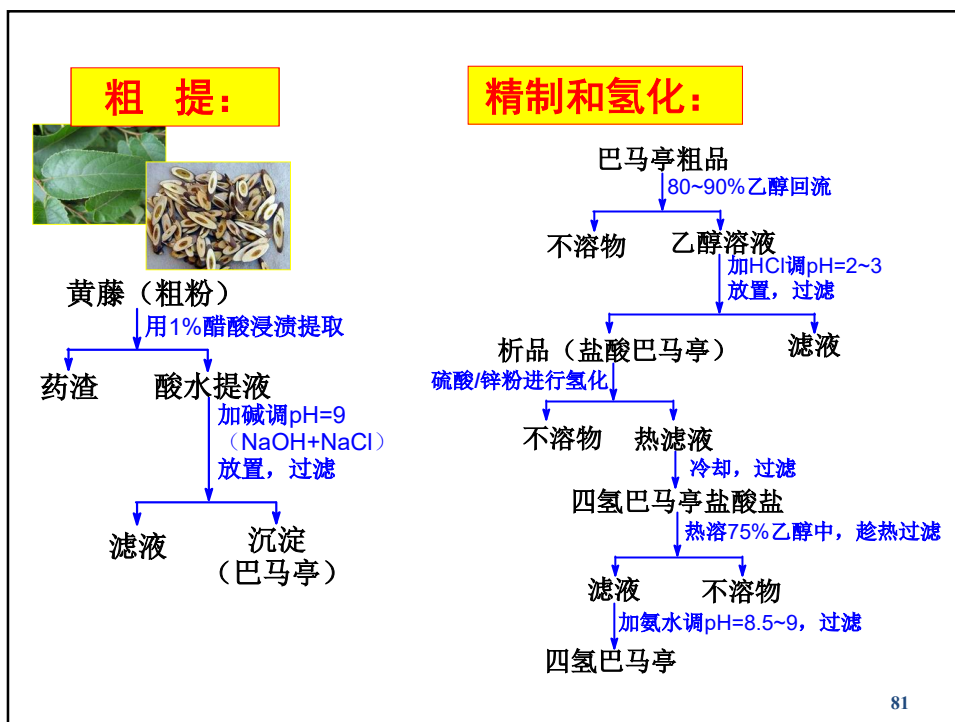 粗 提：
黄藤（粗粉）
用1%醋酸浸渍提取
药渣 酸水提液
加碱调pH=9
（NaOH+NaCl）
放置，过滤
滤液 沉淀
（巴马亭）
精制和氢化：
巴马亭粗品
80~90%乙醇回流
不溶物 乙醇溶液
加HCl调pH=2~3
放置，过滤
析品（盐酸巴马亭） 滤液
硫酸/锌粉进行氢化
不溶物 热滤液
冷却，过滤
四氢巴马亭盐酸盐
热溶75%乙醇中，趁热过滤
滤液 不溶物
加氨水调pH=8.5~9，过滤
四氢巴马亭
81